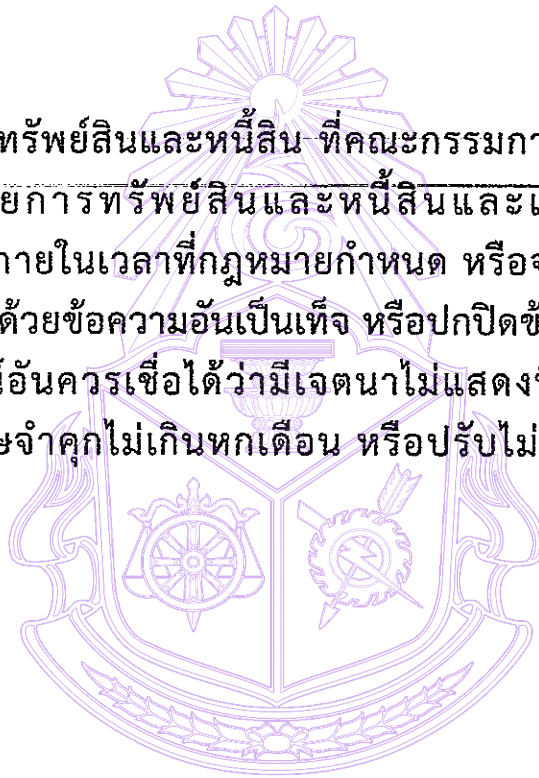 ทรัพย์สินและหนี้สิน ที่คณะกรรมกา
ยการทรัพย์สินและหนี้สินและเ
ภายในเวลาที่กฎหมายกำหนด หรือจ
ด้วยข้อความอันเป็นเท็จ หรือปกปิดข้
อันควรเชื่อได้ว่ามีเจตนาไม่แสดง
จำคุกไม่เกินหกเดือน หรือปรับไม่